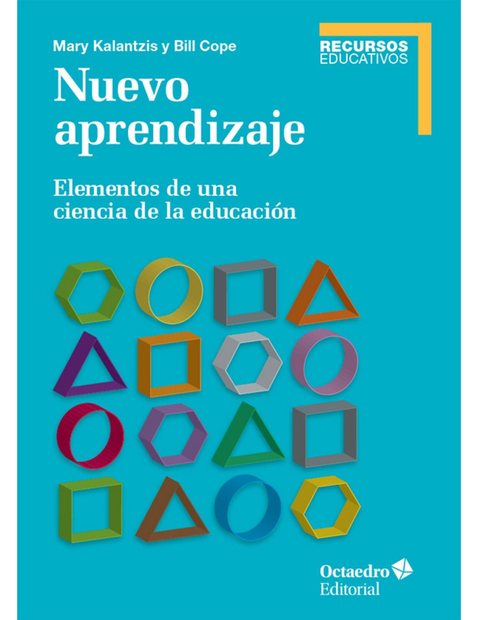 Mary Kalantzis y Bill Cope
RECURSOS
EDUCATIVOS
Nuevo
aprendizaje
Elementos de una
ciencia de la educación
Octaedro
Editorial